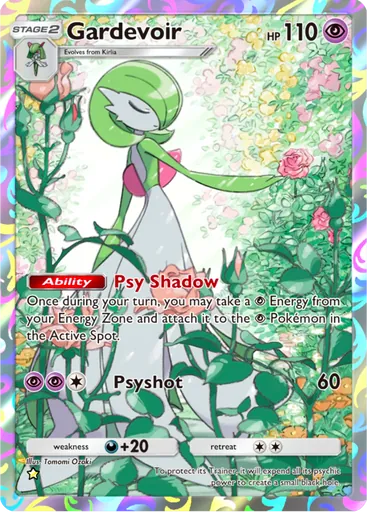 STAGE 2 Gardevoir HP 110
Evolves from Kirlia
Ability Psy Shadow
Once during your turn, you may take a Energy from
your Energy Zone and attach it to the Pokémon in
the Active Spot.
Psyshot 60
weakness +20 retreat
Illus. Tomomi Ozaki
To protect its Trainer, it will expend all its psychic
power to create a small black hole.